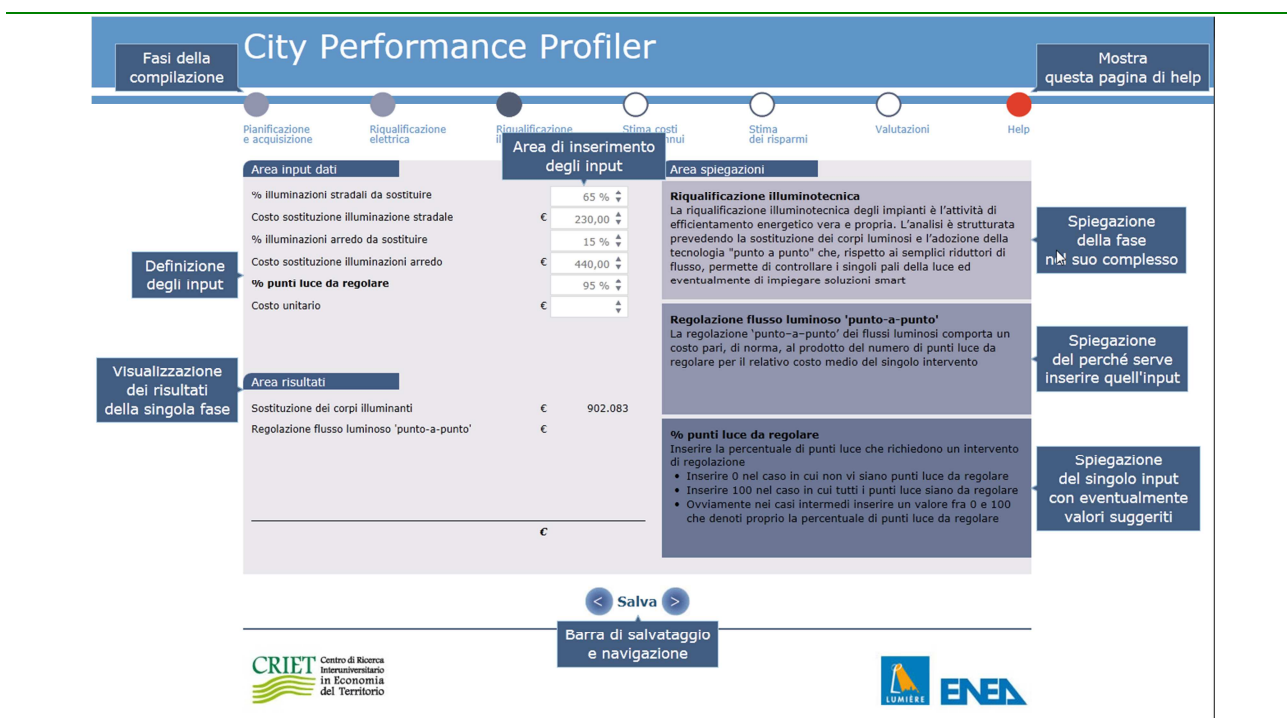 City Performance Profiler
Fasi della
compilazione
Mostra
questa pagina di help
Pianificazione
e acquisizione
Riqualificazione
elettrica
Riqualificazione
Stima costi
Stima
dei risparmi
Valutazioni
Help
Area di inserimento
degli input
Area input dati
% illuminazioni stradali da sostituire 65 %
Costo sostituzione illuminazione stradale € 230,00
% illuminazioni arredo da sostituire 15 %
Costo sostituzione illuminazioni arredo € 440,00
% punti luce da regolare 95 %
Costo unitario €
Definizione
degli input
Visualizzazione
dei risultati
della singola fase
Area risultati
Sostituzione dei corpi illuminanti € 902.083
Regolazione flusso luminoso 'punto-a-punto' €
€
Area spiegazioni
Riqualificazione illuminotecnica
La riqualificazione illuminotecnica degli impianti è l'attività di
efficientamento energetico vera e propria. L'analisi è strutturata
prevedendo la sostituzione dei corpi luminosi e l'adozione della
tecnologia "punto a punto" che, rispetto ai semplici riduttori di
flusso, permette di controllare i singoli pali della luce ed
eventualmente di impiegare soluzioni smart
Spiegazione
della fase
nel suo complesso
Regolazione flusso luminoso 'punto-a-punto'
La regolazione 'punto-a-punto' dei flussi luminosi comporta un
costo pari, di norma, al prodotto del numero di punti luce da
regolare per il relativo costo medio del singolo intervento
Spiegazione
del perché serve
inserire quell'input
% punti luce da regolare
Inserire la percentuale di punti luce che richiedono un intervento
di regolazione
• Inserire 0 nel caso in cui non vi siano punti luce da regolare
• Inserire 100 nel caso in cui tutti i punti luce siano da regolare
• Ovviamente nei casi intermedi inserire un valore fra 0 e 100
che denoti proprio la percentuale di punti luce da regolare
Spiegazione
del singolo input
con eventualmente
valori suggeriti
< Salva >
Barra di salvataggio
e navigazione
CRIET
Centro di Ricerca
Interuniversitario
in Economia
del Territorio
LUMIÈRE
ENEA